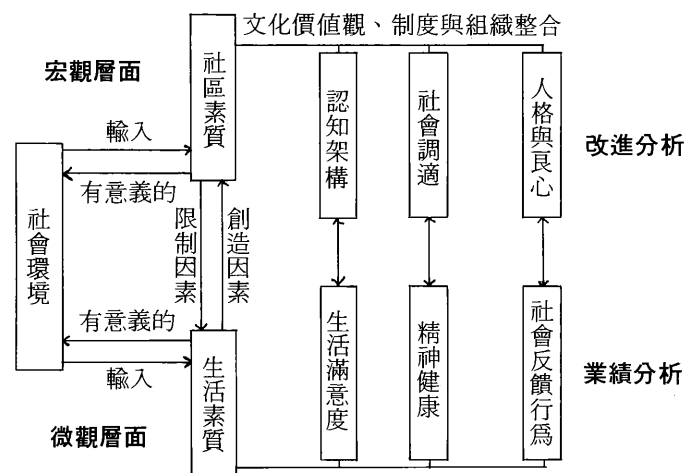 文化價值觀、制度與組織整合
宏觀層面
社區素質
認知架構
社會調適
人格與良心
改進分析
輸入
有意義的
社會環境
限制因素
創造因素
有意義的
輸入
生活素質
生活滿意度
精神健康
社會反饋行為
業績分析
微觀層面